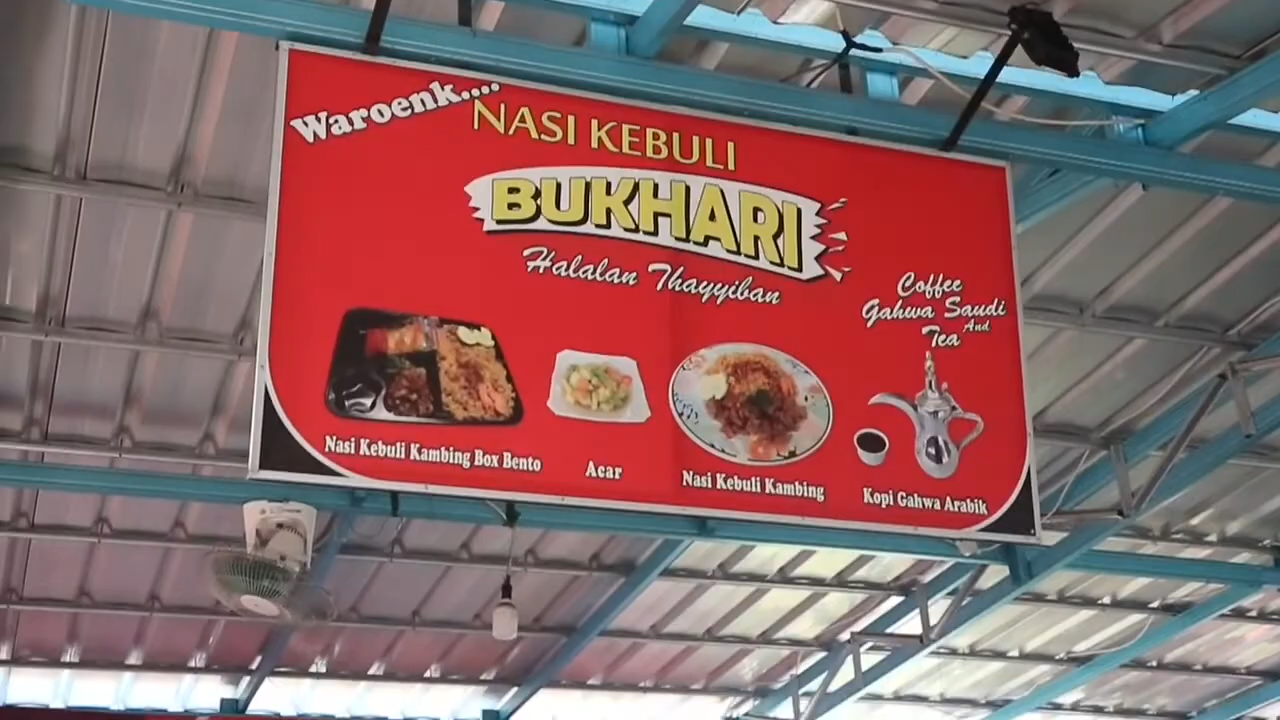 Waroenk....
NASI KEBULI
BUKHARI
Halalan Thayyiban
Coffee
Gahwa Saudi
And
Tea
Nasi Kebuli Kambing Box Bento
Acar
Nasi Kebuli Kambing
Kopi Gahwa Arabik